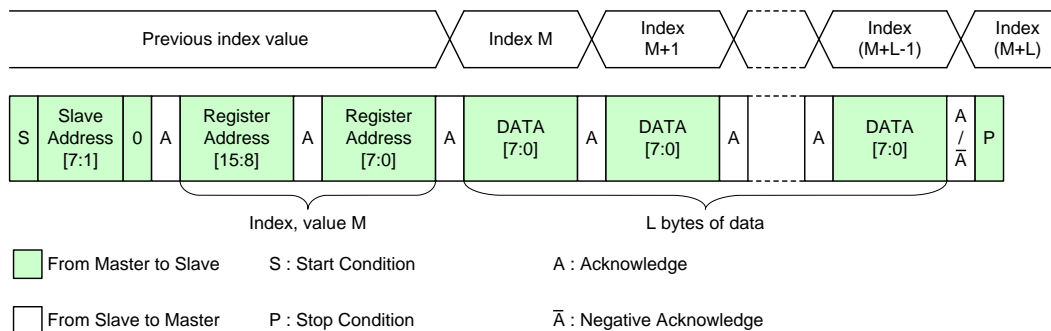 Previous index value
Index M
Index
M+1
Index
(M+L-1)
Index
(M+L)
S
Slave
Address
[7:1]
0
A
Register
Address
[15:8]
A
Register
Address
[7:0]
A
DATA
[7:0]
A
DATA
[7:0]
A
A
DATA
[7:0]
A
/
A̅
P
Index, value M
L bytes of data
From Master to Slave
S : Start Condition
A : Acknowledge
From Slave to Master
P : Stop Condition
A̅ : Negative Acknowledge